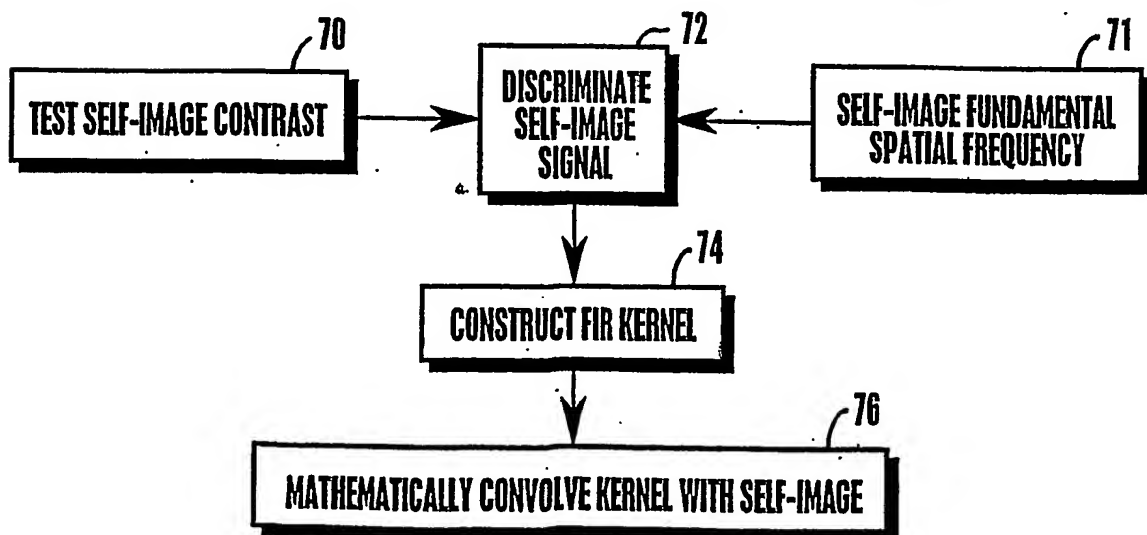 70
TEST SELF-IMAGE CONTRAST
72
DISCRIMINATE
SELF-IMAGE
SIGNAL
71
SELF-IMAGE FUNDAMENTAL
SPATIAL FREQUENCY
74
CONSTRUCT FIR KERNEL
76
MATHEMATICALLY CONVOLVE KERNEL WITH SELF-IMAGE